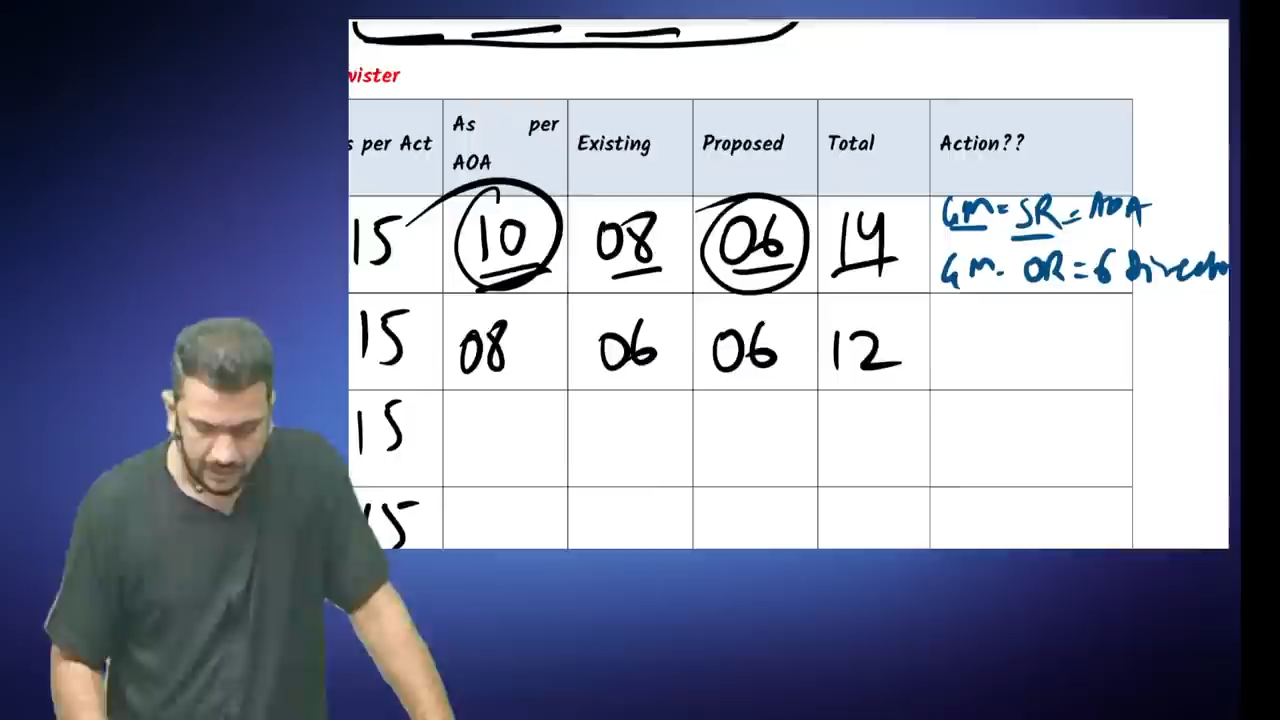 wister
s per Act As per AOA Existing Proposed Total Action??
15 10 08 06 14 GM = SR = AOA
GM. OR = 6 Directo
15 08 06 06 12
15
15